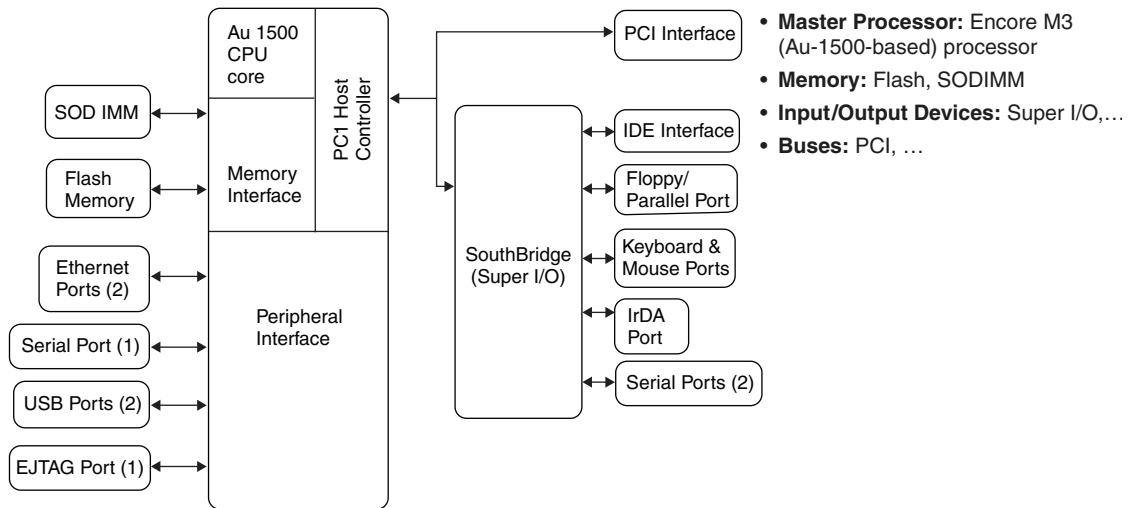 Au 1500
CPU
core
PC1 Host
Controller
Memory
Interface
Peripheral
Interface
SOD IMM
Flash
Memory
Ethernet
Ports (2)
Serial Port (1)
USB Ports (2)
EJTAG Port (1)
SouthBridge
(Super I/O)
PCI Interface
IDE Interface
Floppy/
Parallel Port
Keyboard &
Mouse Ports
IrDA
Port
Serial Ports (2)
• Master Processor: Encore M3
(Au-1500-based) processor
• Memory: Flash, SODIMM
• Input/Output Devices: Super I/O,…
• Buses: PCI, …